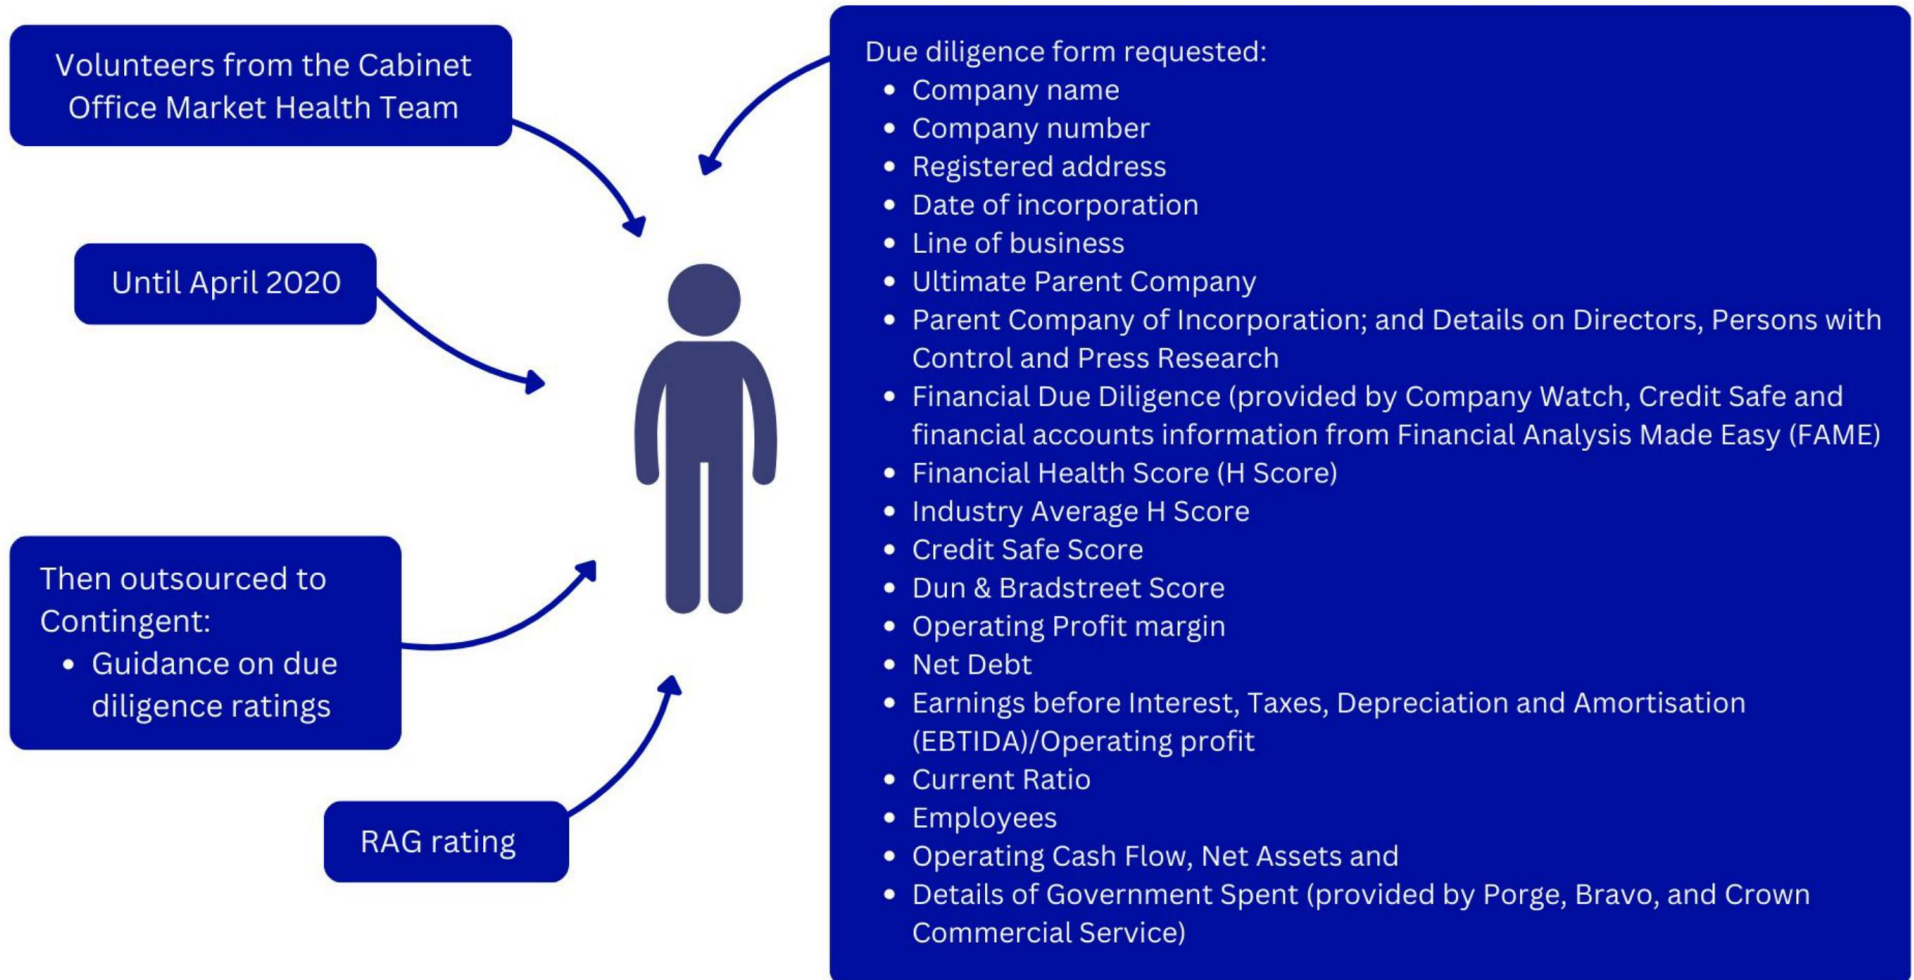 Volunteers from the Cabinet
Office Market Health Team
Until April 2020
Then outsourced to
Contingent:
• Guidance on due
diligence ratings
RAG rating
Due diligence form requested:
• Company name
• Company number
• Registered address
• Date of incorporation
• Line of business
• Ultimate Parent Company
• Parent Company of Incorporation; and Details on Directors, Persons with
Control and Press Research
• Financial Due Diligence (provided by Company Watch, Credit Safe and
financial accounts information from Financial Analysis Made Easy (FAME)
• Financial Health Score (H Score)
• Industry Average H Score
• Credit Safe Score
• Dun & Bradstreet Score
• Operating Profit margin
• Net Debt
• Earnings before Interest, Taxes, Depreciation and Amortisation
(EBTIDA)/Operating profit
• Current Ratio
• Employees
• Operating Cash Flow, Net Assets and
• Details of Government Spent (provided by Porge, Bravo, and Crown
Commercial Service)